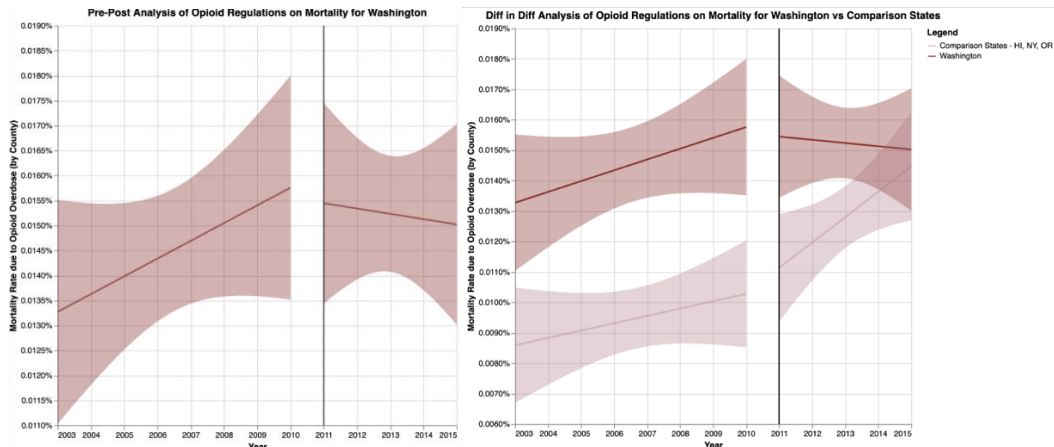 Pre-Post Analysis of Opioid Regulations on Mortality for Washington
Mortality Rate due to Opioid Overdose (by County)
0.0190%
0.0185%
0.0180%
0.0175%
0.0170%
0.0165%
0.0160%
0.0155%
0.0150%
0.0145%
0.0140%
0.0135%
0.0130%
0.0125%
0.0120%
0.0115%
0.0110%
2003 2004 2005 2006 2007 2008 2009 2010 2011 2012 2013 2014 2015
Year
Diff in Diff Analysis of Opioid Regulations on Mortality for Washington vs Comparison States
Mortality Rate due to Opioid Overdose (by County)
0.0190%
0.0180%
0.0170%
0.0160%
0.0150%
0.0140%
0.0130%
0.0120%
0.0110%
0.0100%
0.0090%
0.0080%
0.0070%
0.0060%
2003 2004 2005 2006 2007 2008 2009 2010 2011 2012 2013 2014 2015
Year
Legend
Comparison States - HI, NY, OR
Washington